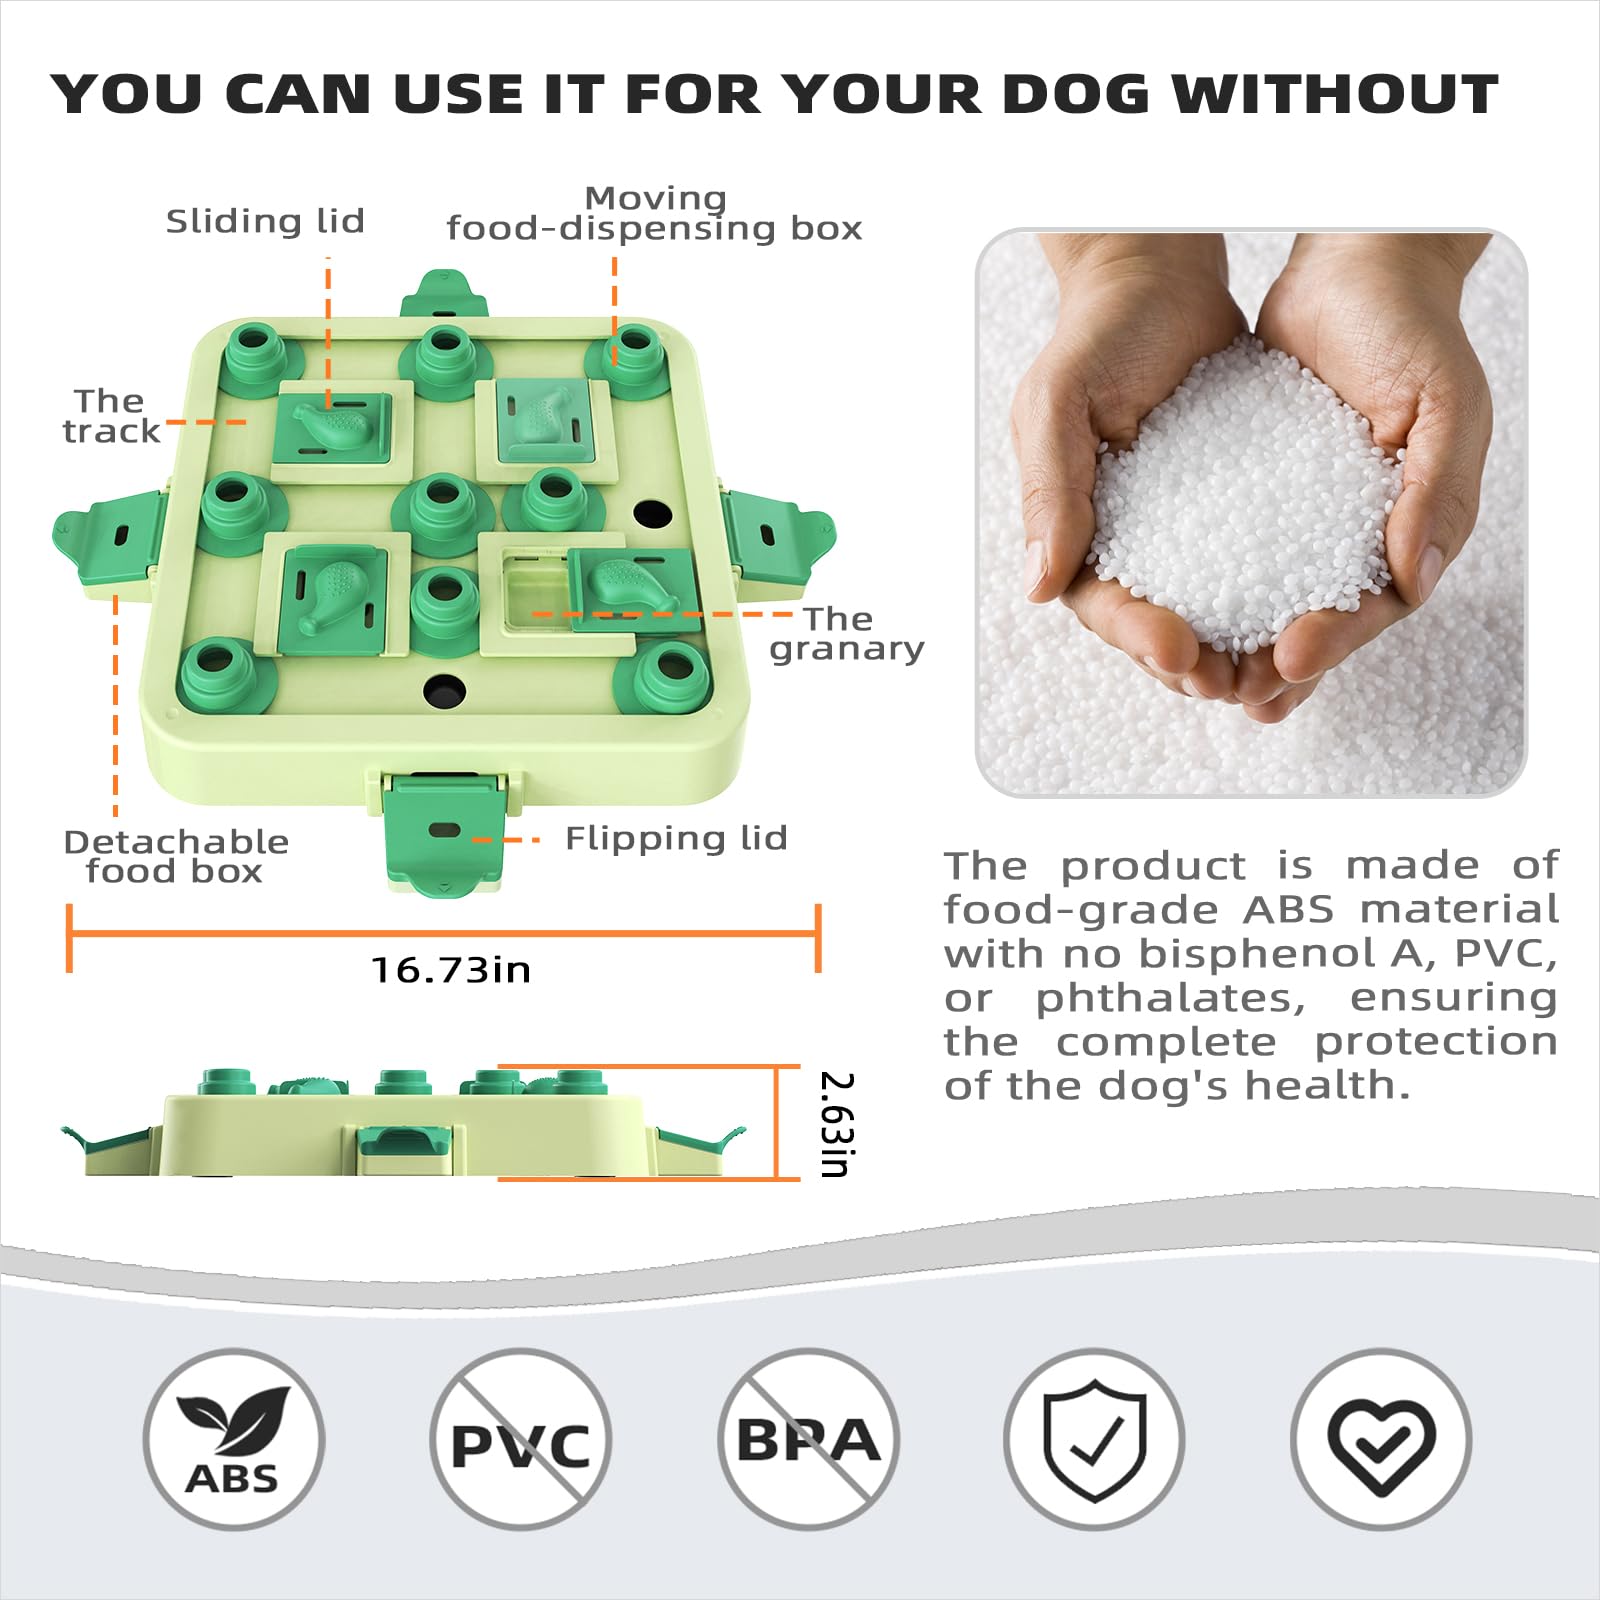 YOU CAN USE IT FOR YOUR DOG WITHOUT
Sliding lid
Moving
food-dispensing box
The
track
The
granary
Detachable
food box
Flipping lid
16.73in
2.63in
The product is made of
food-grade ABS material
with no bisphenol A, PVC,
or phthalates, ensuring
the complete protection
of the dog's health.
ABS
PVC
BPA